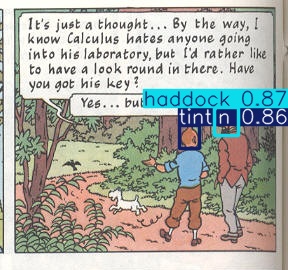 It's just a thought... By the way, I
know Calculus hates anyone going
into his laboratory, but I'd rather like
to have a look round in there. Have
you got his key?
Yes... bu
haddock 0.87
tint n 0.86